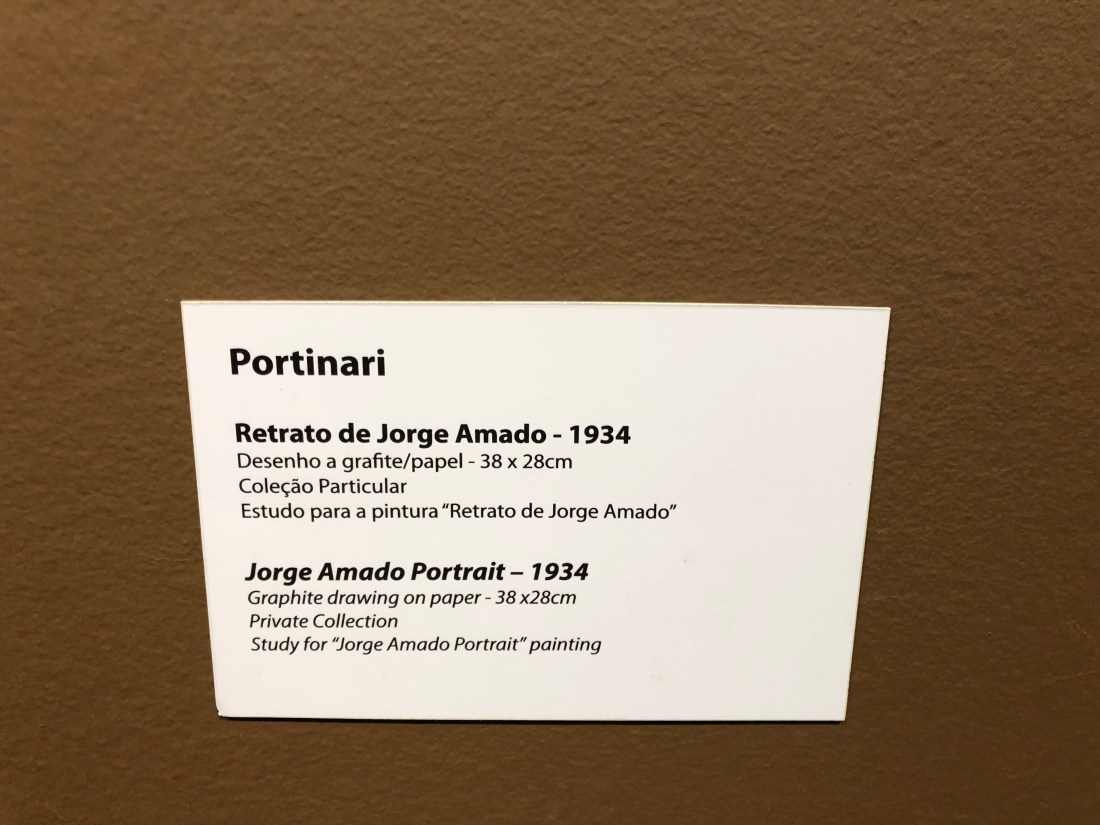 Portinari
Retrato de Jorge Amado - 1934
Desenho a grafite/papel - 38 x 28cm
Coleção Particular
Estudo para a pintura “Retrato de Jorge Amado”
Jorge Amado Portrait – 1934
Graphite drawing on paper - 38 x28cm
Private Collection
Study for “Jorge Amado Portrait” painting